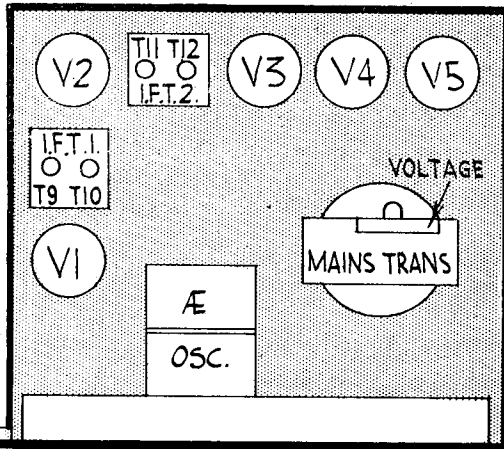 V2
T11 T12
I.F.T.2.
V3
V4
V5
I.F.T.1.
T9 T10
VOLTAGE
V1
MAINS TRANS
Æ
OSC.